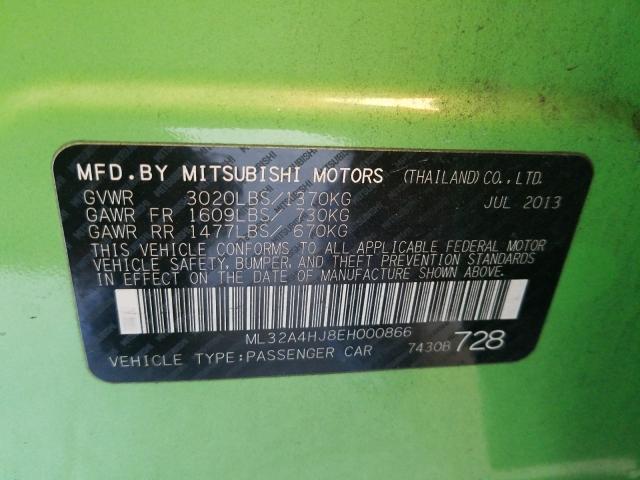 MFD.BY MITSUBISHI MOTORS (THAILAND)CO.,LTD.
GVWR 3020LBS/1370KG JUL 2013
GAWR FR 1609LBS/ 730KG
GAWR RR 1477LBS/ 670KG
THIS VEHICLE CONFORMS TO ALL APPLICABLE FEDERAL MOTOR
VEHICLE SAFETY, BUMPER, AND THEFT PREVENTION STANDARDS
IN EFFECT ON THE DATE OF MANUFACTURE SHOWN ABOVE.
ML32A4HJ8EH000866
VEHICLE TYPE:PASSENGER CAR 7430B 728